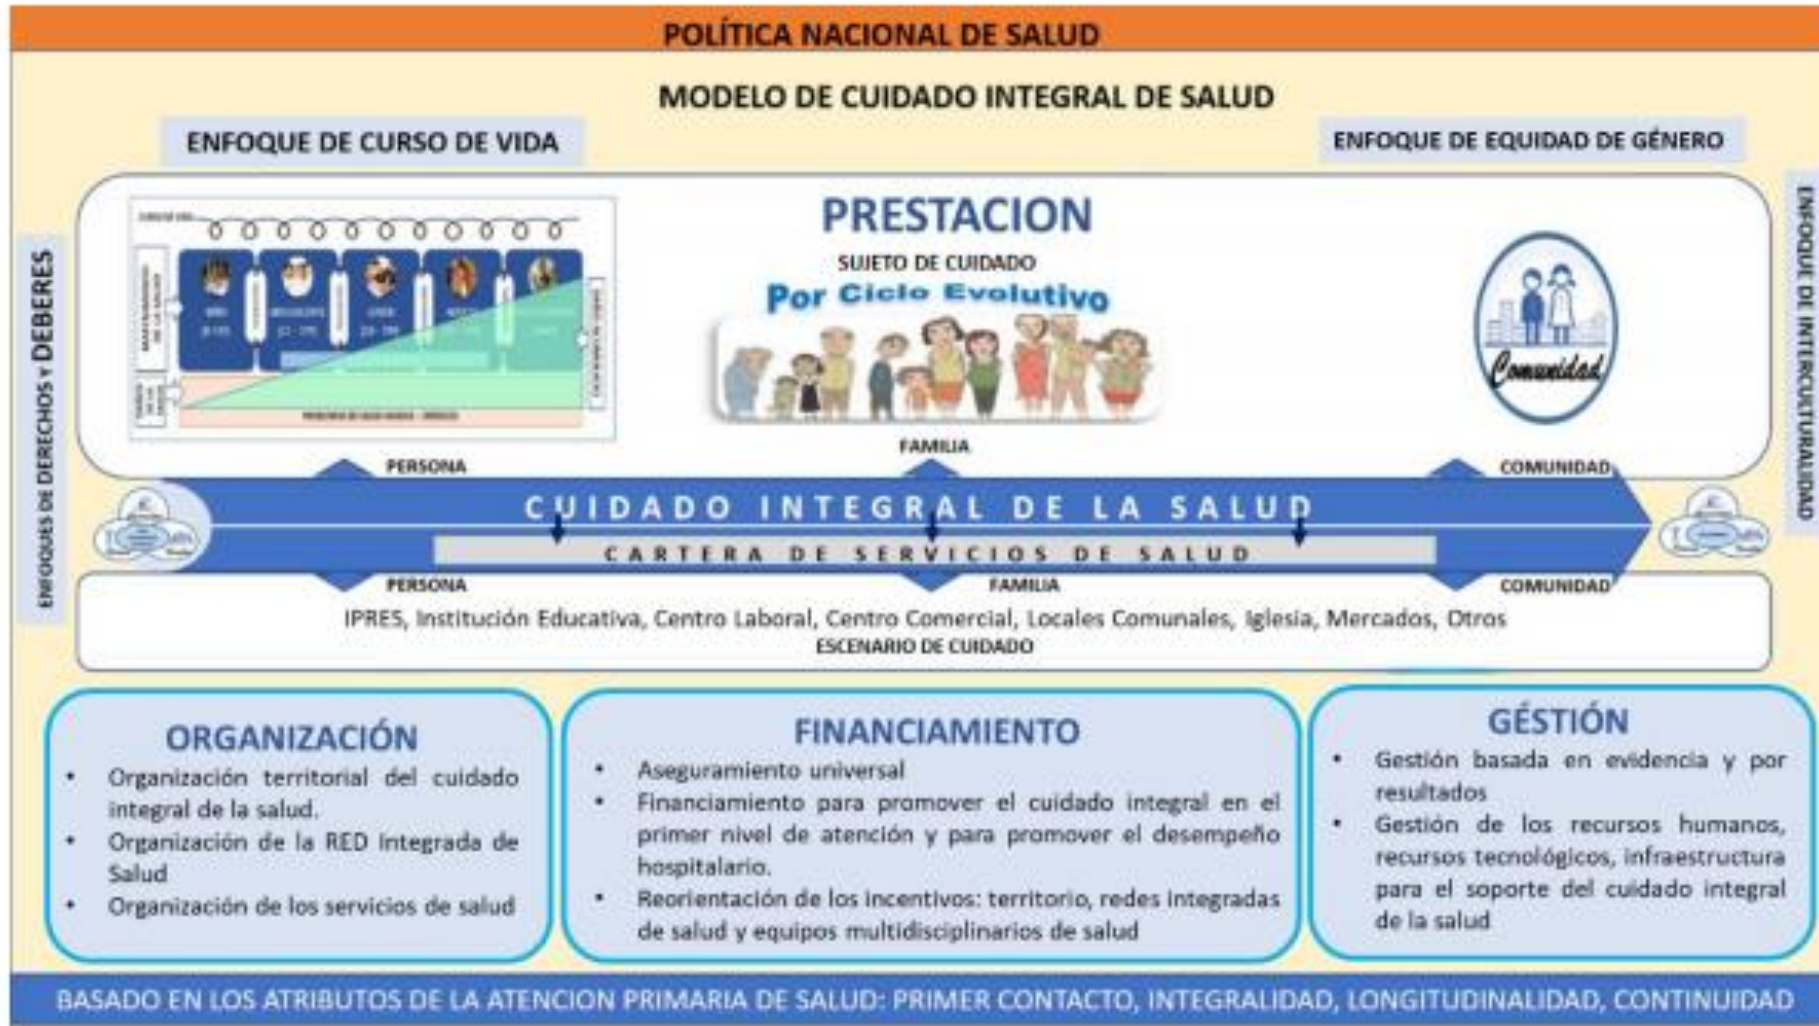 POLÍTICA NACIONAL DE SALUD
MODELO DE CUIDADO INTEGRAL DE SALUD
ENFOQUE DE CURSO DE VIDA
ENFOQUE DE EQUIDAD DE GÉNERO
ENFOQUES DE DERECHOS y DEBERES
ENFOQUE DE INTERCULTURALIDAD
PRESTACION
SUJETO DE CUIDADO
Por Ciclo Evolutivo
Comunidad
PERSONA
FAMILIA
COMUNIDAD
CUIDADO INTEGRAL DE LA SALUD
CARTERA DE SERVICIOS DE SALUD
PERSONA
FAMILIA
COMUNIDAD
IPRES, Institución Educativa, Centro Laboral, Centro Comercial, Locales Comunales, Iglesia, Mercados, Otros
ESCENARIO DE CUIDADO
ORGANIZACIÓN
• Organización territorial del cuidado
integral de la salud.
• Organización de la RED Integrada de
Salud
• Organización de los servicios de salud
FINANCIAMIENTO
• Aseguramiento universal
• Financiamiento para promover el cuidado integral en el
primer nivel de atención y para promover el desempeño
hospitalario.
• Reorientación de los incentivos: territorio, redes integradas
de salud y equipos multidisciplinarios de salud
GÉSTIÓN
• Gestión basada en evidencia y por
resultados
• Gestión de los recursos humanos,
recursos tecnológicos, infraestructura
para el soporte del cuidado integral
de la salud
BASADO EN LOS ATRIBUTOS DE LA ATENCION PRIMARIA DE SALUD: PRIMER CONTACTO, INTEGRALIDAD, LONGITUDINALIDAD, CONTINUIDAD